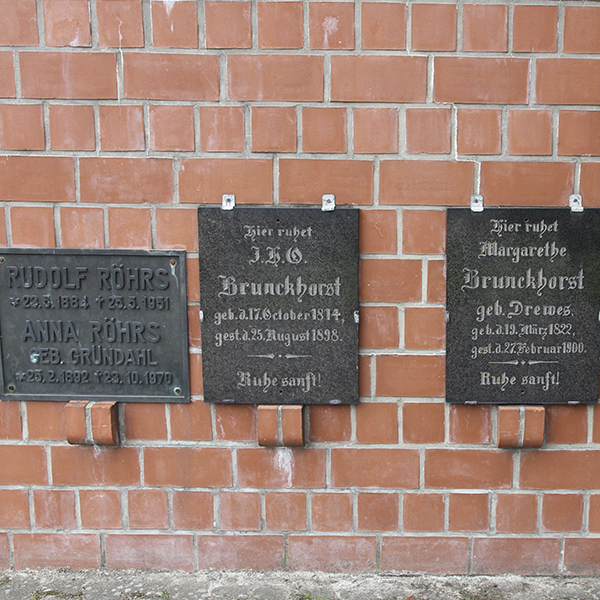 RUDOLF RÖHRS
*23.3.1884 †25.5.1951
ANNA RÖHRS
GEB. GRÜNDAHL
*25.2.1892 †23.10.1970
Hier ruhet
J.H.O.
Brunckhorst
geb. d. 17. October 1814,
gest. d. 25. August 1898.
Ruhe sanft!
Hier ruhet
Margarethe
Brunckhorst
geb. Drewes,
geb. d. 19. März 1822,
gest. d. 27. Februar 1900.
Ruhe sanft!